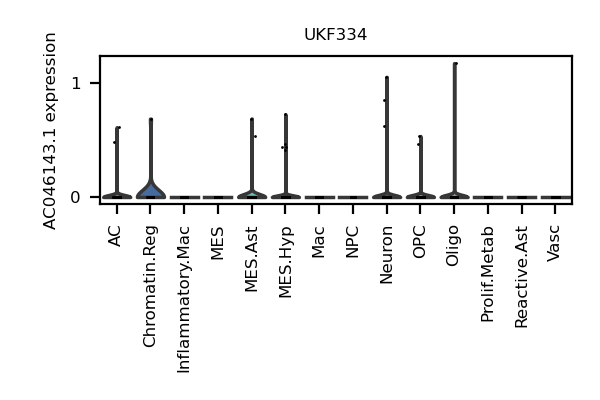 UKF334
AC046143.1 expression
1
0
AC
Chromatin.Reg
Inflammatory.Mac
MES
MES.Ast
MES.Hyp
Mac
NPC
Neuron
OPC
Oligo
Prolif.Metab
Reactive.Ast
Vasc